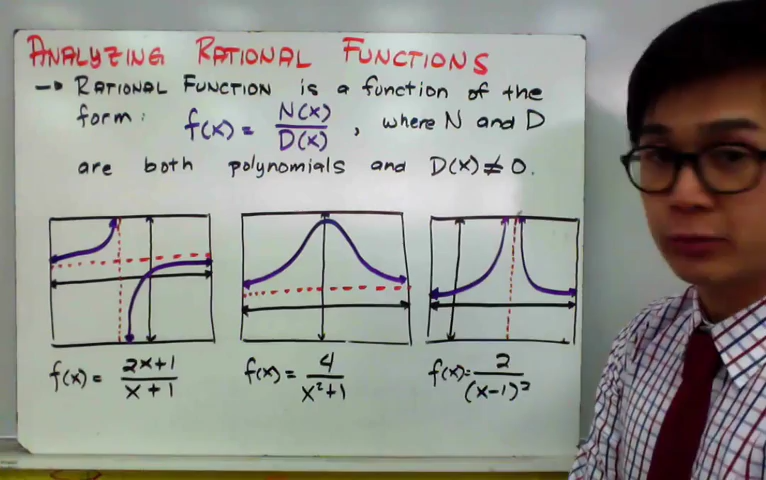 ANALYZING RATIONAL FUNCTIONS
→ RATIONAL FUNCTION is a function of the
form: f(x) = N(x)/D(x), where N and D
are both polynomials and D(x) ≠ 0.
f(x) = 2x+1/x+1
f(x) = 4/x²+1
f(x) = 2/(x-1)²